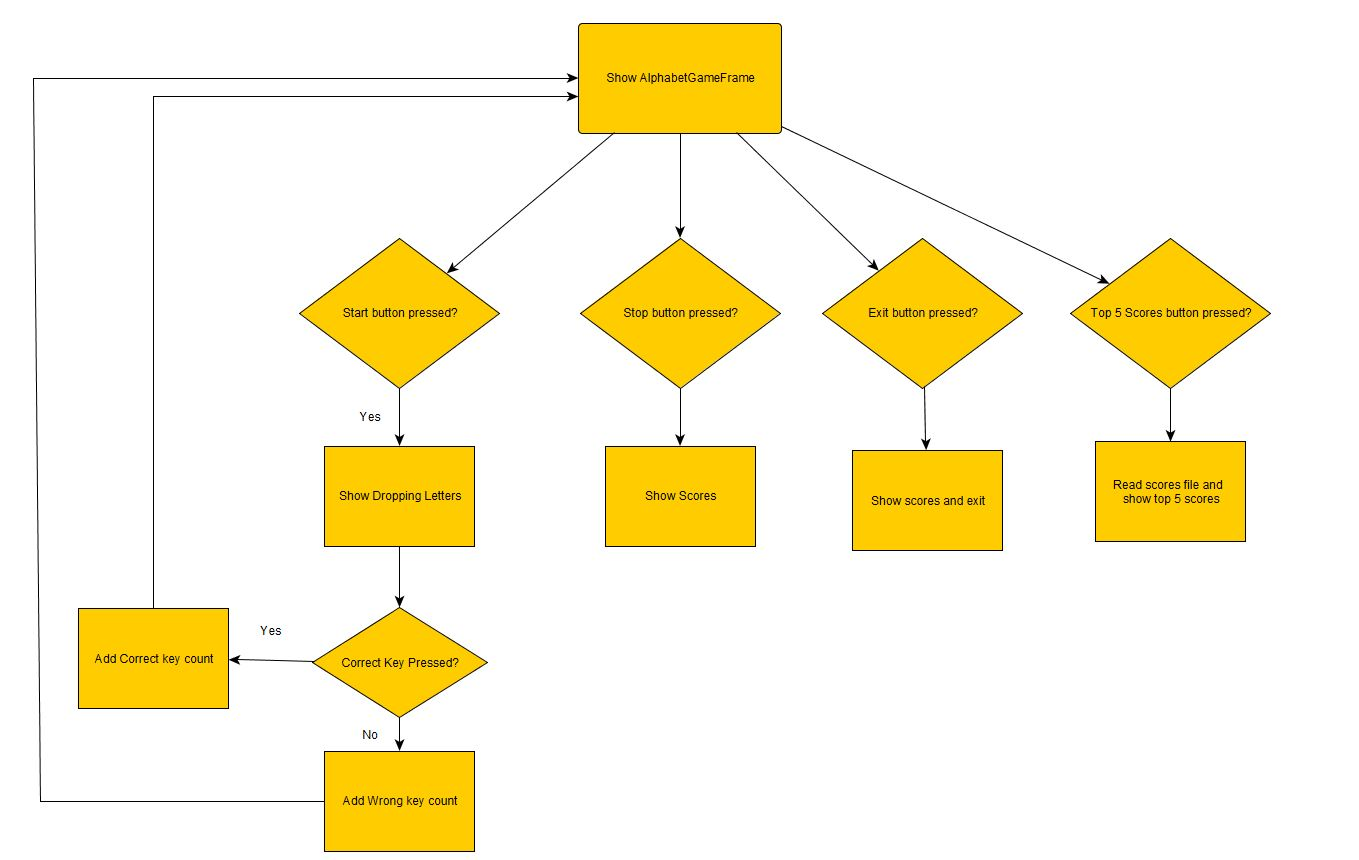 Show AlphabetGameFrame
Start button pressed?
Stop button pressed?
Exit button pressed?
Top 5 Scores button pressed?
Yes
Show Dropping Letters
Show Scores
Show scores and exit
Read scores file and
show top 5 scores
Yes
Add Correct key count
Correct Key Pressed?
No
Add Wrong key count